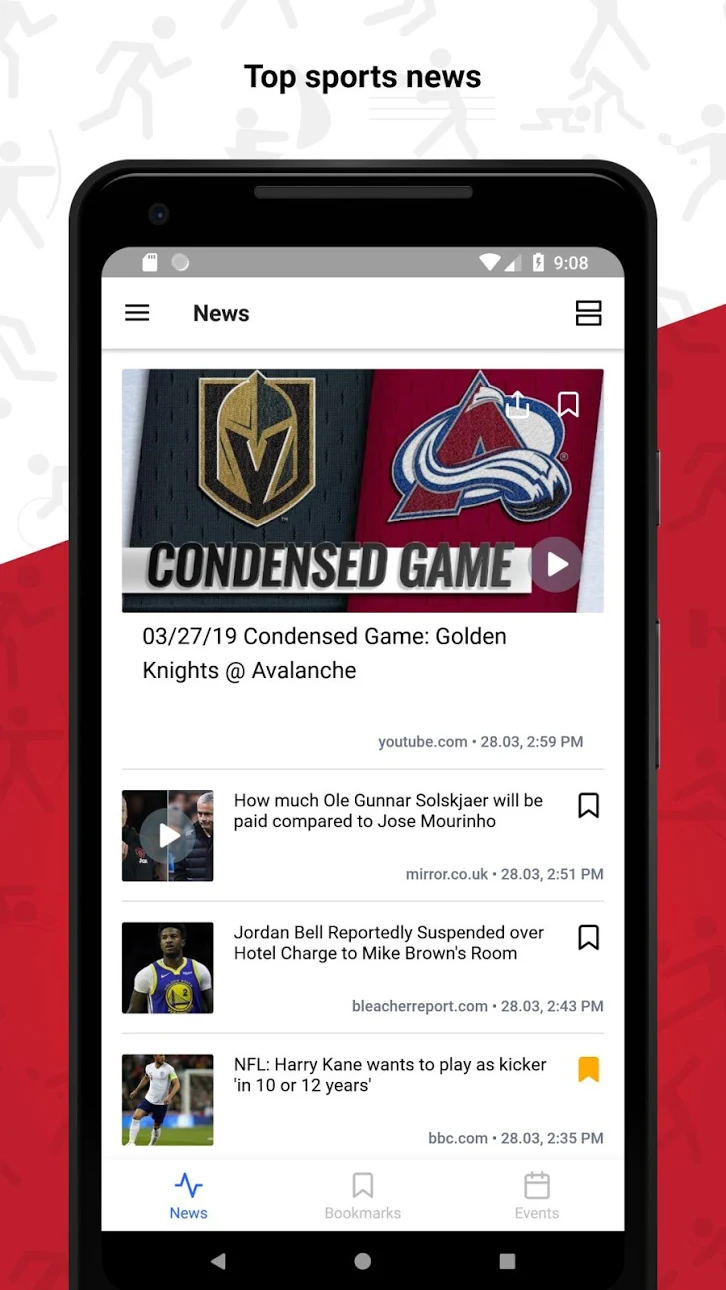 Top sports news
9:08
News
CONDENSED GAME
03/27/19 Condensed Game: Golden
Knights @ Avalanche
youtube.com • 28.03, 2:59 PM
How much Ole Gunnar Solskjaer will be
paid compared to Jose Mourinho
mirror.co.uk • 28.03, 2:51 PM
Jordan Bell Reportedly Suspended over
Hotel Charge to Mike Brown's Room
bleacherreport.com • 28.03, 2:43 PM
NFL: Harry Kane wants to play as kicker
'in 10 or 12 years'
bbc.com • 28.03, 2:35 PM
News Bookmarks Events